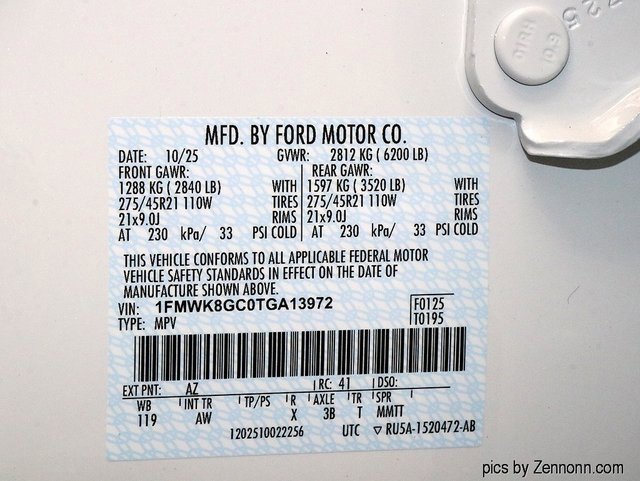 725
HRID
6.01
MFD. BY FORD MOTOR CO.
DATE: 10/25 GVWR: 2812 KG ( 6200 LB)
FRONT GAWR: REAR GAWR:
1288 KG ( 2840 LB) WITH 1597 KG ( 3520 LB) WITH
275/45R21 110W TIRES 275/45R21 110W TIRES
21x9.0J RIMS 21x9.0J RIMS
AT 230 kPa/ 33 PSI COLD AT 230 kPa/ 33 PSI COLD
THIS VEHICLE CONFORMS TO ALL APPLICABLE FEDERAL MOTOR
VEHICLE SAFETY STANDARDS IN EFFECT ON THE DATE OF
MANUFACTURE SHOWN ABOVE.
VIN: 1FMWK8GC0TGA13972 F0125
TYPE: MPV T0195
EXT PNT: AZ RC: 41 DSO:
WB INT TR TP/PS R AXLE TR SPR
119 AW X 3B T MMTT
1202510022256 UTC ▽ RU5A-1520472-AB
pics by Zennonn.com